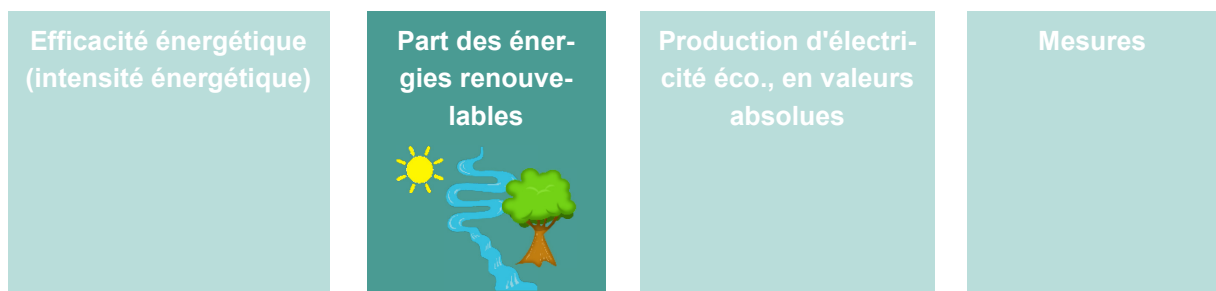 Efficacité énergétique
(intensité énergétique)
Part des éner-
gies renouve-
lables
Production d'électri-
cité éco., en valeurs
absolues
Mesures